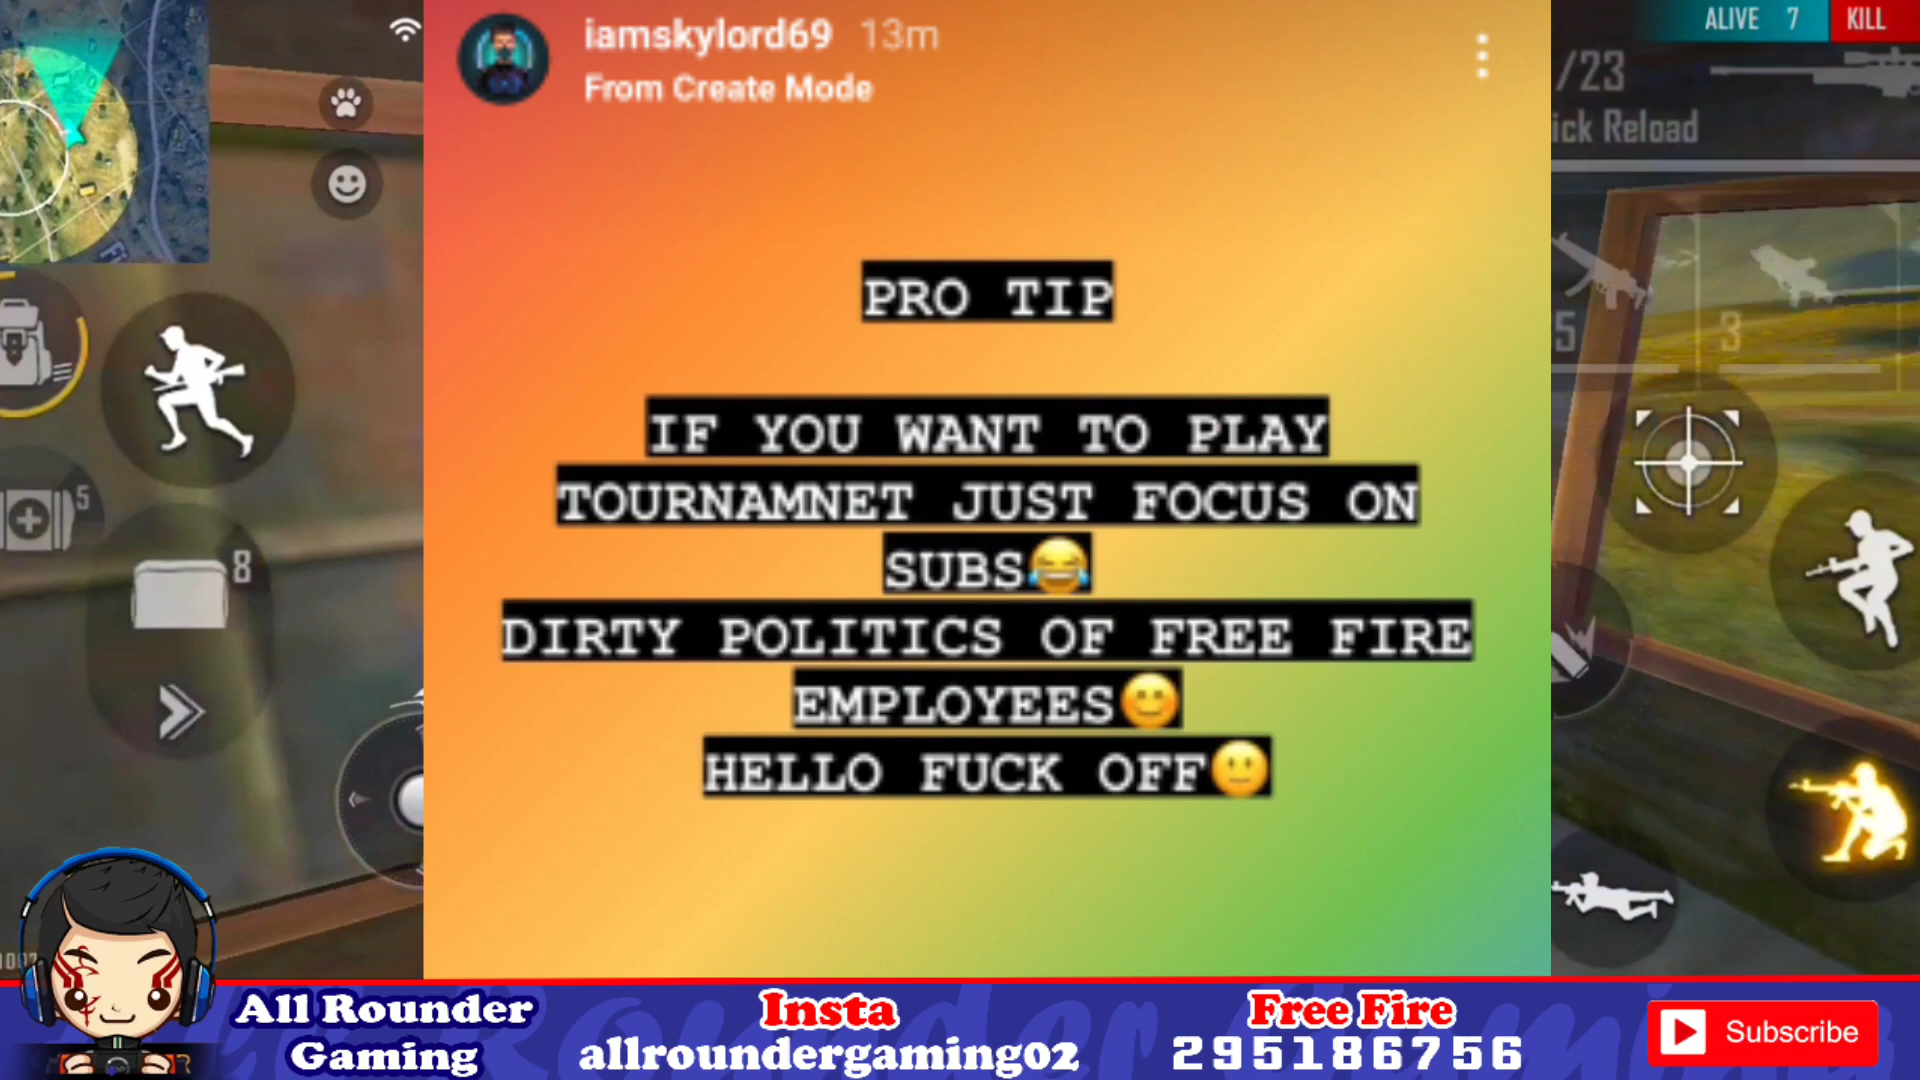 iamskylord69 13m
From Create Mode
ALIVE 7 KILL
/23
ick Reload
PRO TIP
IF YOU WANT TO PLAY
TOURNAMNET JUST FOCUS ON
SUBS😂
DIRTY POLITICS OF FREE FIRE
EMPLOYEES😊
HELLO FUCK OFF🙂
5
3
5
8
All Rounder
Gaming
Insta
allroundergaming02
Free Fire
295186756
Subscribe